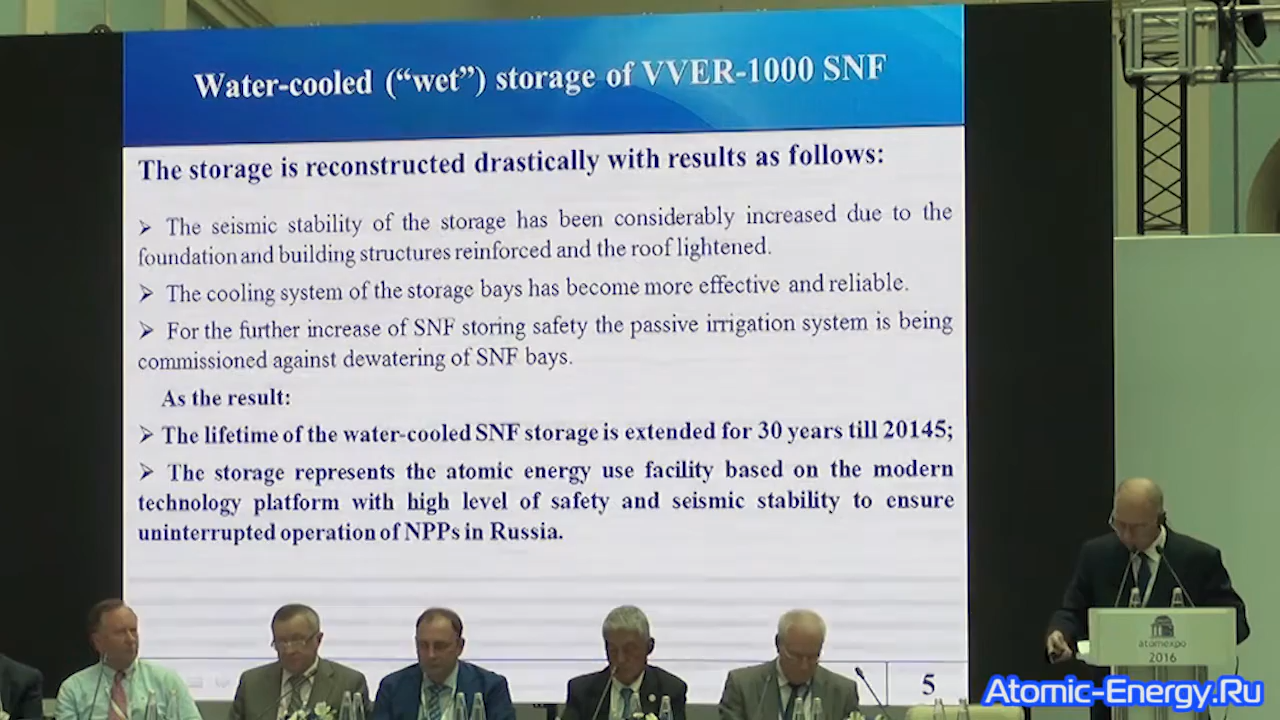 Water-cooled (“wet”) storage of VVER-1000 SNF
The storage is reconstructed drastically with results as follows:
➢ The seismic stability of the storage has been considerably increased due to the
foundation and building structures reinforced and the roof lightened.
➢ The cooling system of the storage bays has become more effective and reliable.
➢ For the further increase of SNF storing safety the passive irrigation system is being
commissioned against dewatering of SNF bays.
As the result:
➢ The lifetime of the water-cooled SNF storage is extended for 30 years till 20145;
➢ The storage represents the atomic energy use facility based on the modern
technology platform with high level of safety and seismic stability to ensure
uninterrupted operation of NPPs in Russia.
5
atomexpo
2016
Atomic-Energy.Ru